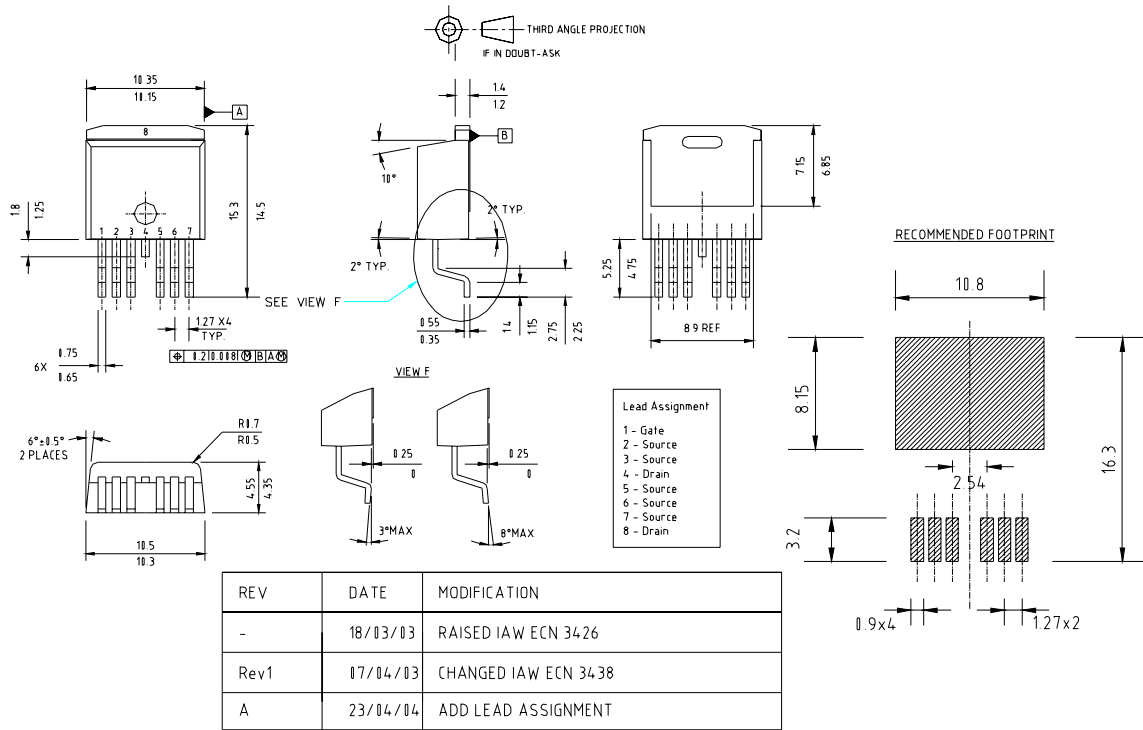 THIRD ANGLE PROJECTION
IF IN DOUBT-ASK
10.35
10.15
A
8
1.8
1.25
15.3
14.5
1 2 3 4 5 6 7
1.27 X4
TYP.
0.75
6X
0.65
0.2|0.008|Ⓜ|B|AⓂ
1.4
1.2
B
10°
2° TYP.
2° TYP.
SEE VIEW F
0.55
0.35
1.4
1.15
2.75
2.25
7.15
6.85
5.25
4.75
8.9 REF
RECOMMENDED FOOTPRINT
10.8
8.15
16.3
2.54
3.2
0.9x4
1.27x2
6°±0.5°
2 PLACES
R0.7
R0.5
4.55
4.35
10.5
10.3
VIEW F
0.25
0
3°MAX
0.25
0
8°MAX
Lead Assignment
1 - Gate
2 - Source
3 - Source
4 - Drain
5 - Source
6 - Source
7 - Source
8 - Drain
REV DATE MODIFICATION
- 18/03/03 RAISED IAW ECN 3426
Rev1 07/04/03 CHANGED IAW ECN 3438
A 23/04/04 ADD LEAD ASSIGNMENT